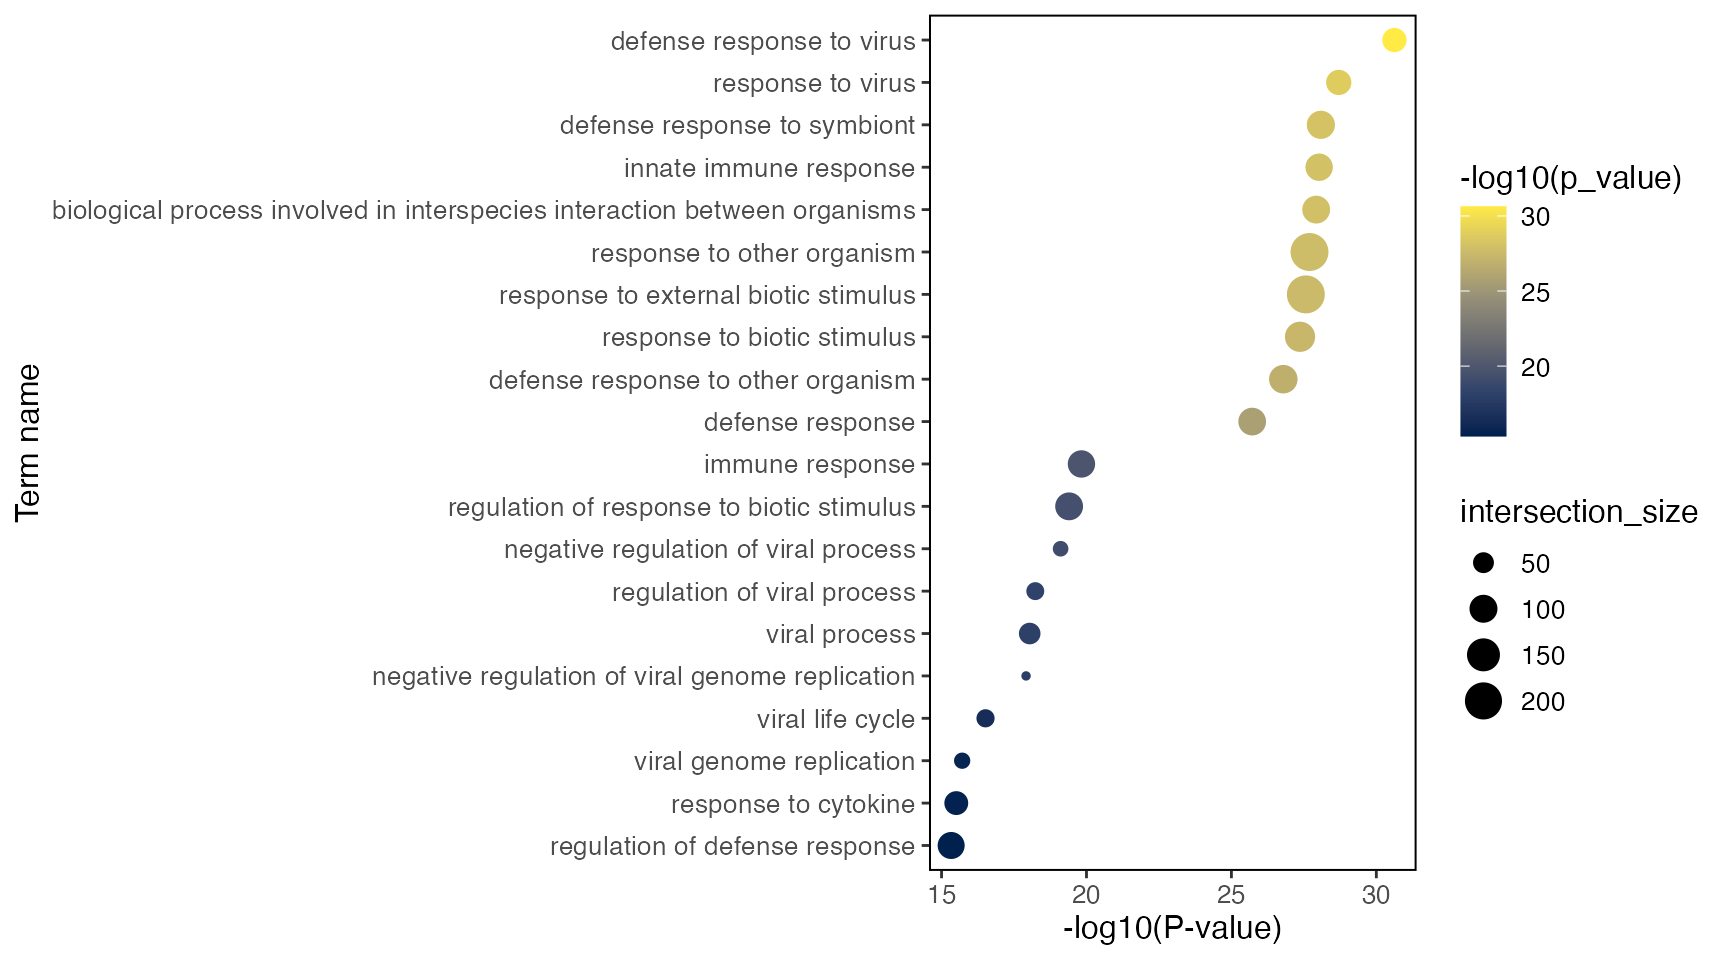 Term name
defense response to virus
response to virus
defense response to symbiont
innate immune response
biological process involved in interspecies interaction between organisms
response to other organism
response to external biotic stimulus
response to biotic stimulus
defense response to other organism
defense response
immune response
regulation of response to biotic stimulus
negative regulation of viral process
regulation of viral process
viral process
negative regulation of viral genome replication
viral life cycle
viral genome replication
response to cytokine
regulation of defense response
15 20 25 30
-log10(P-value)
-log10(p_value)
30
25
20
intersection_size
50
100
150
200